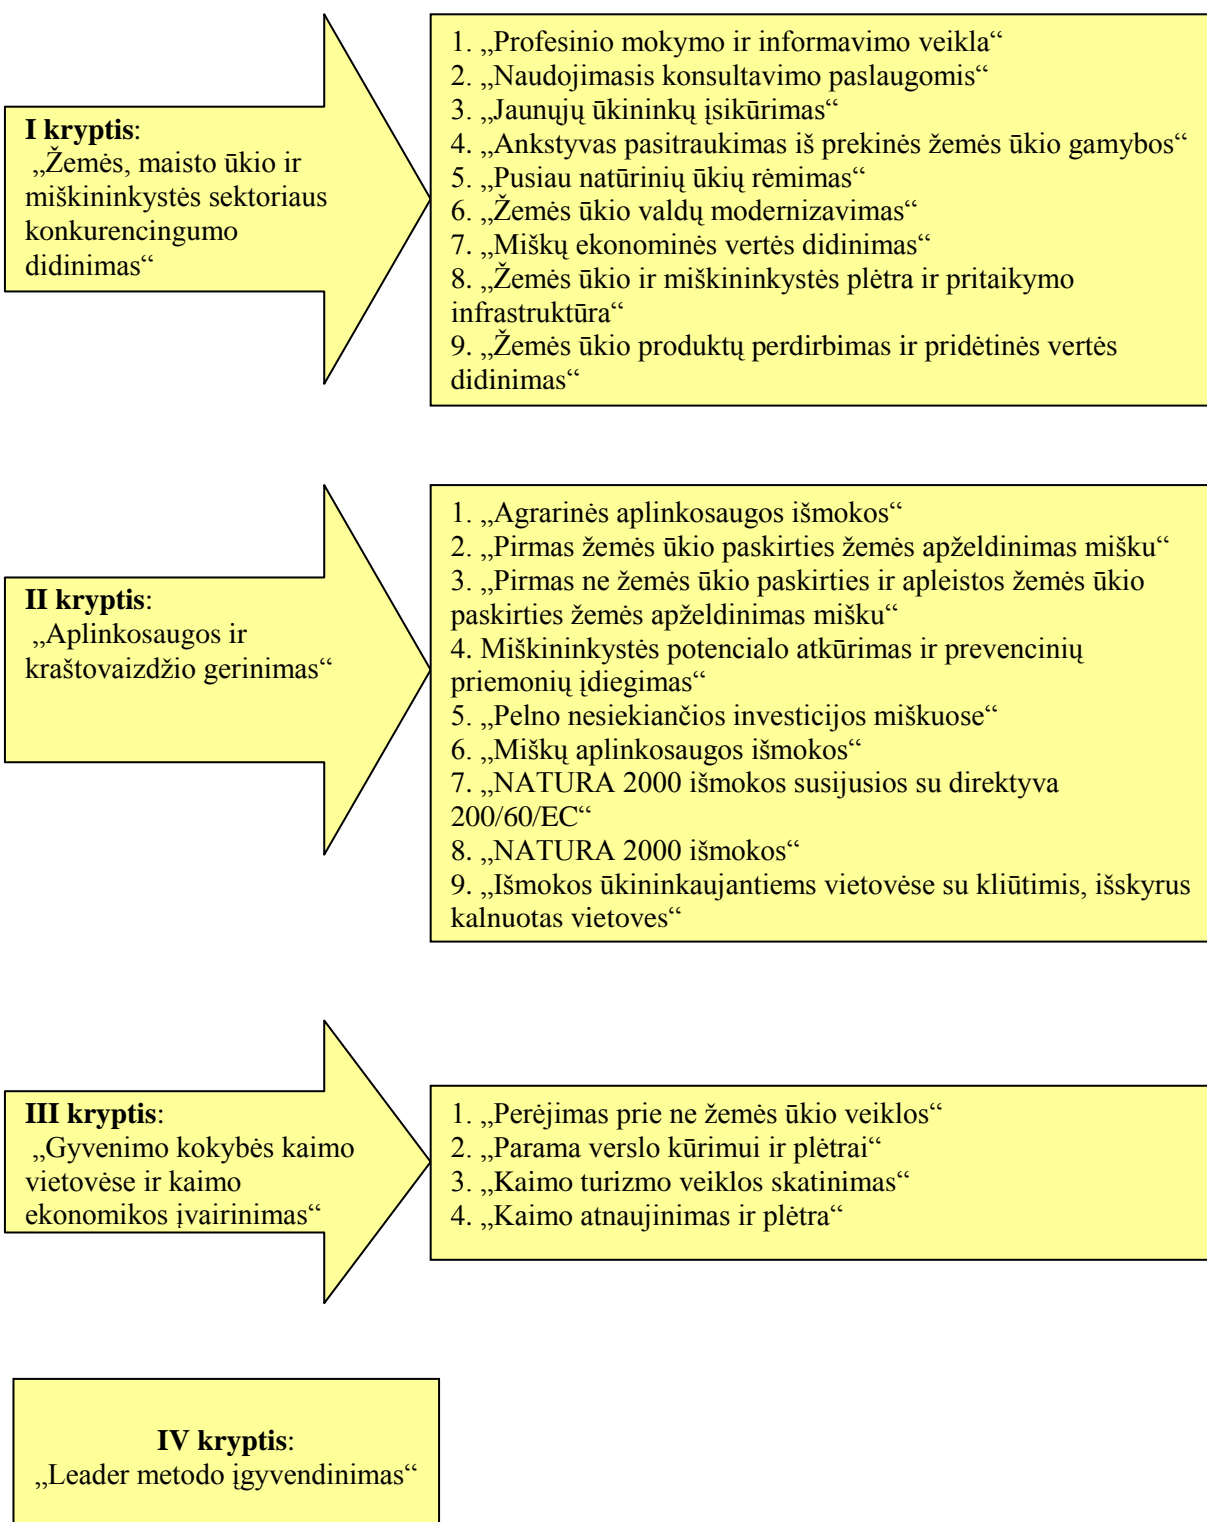 I kryptis:
„Žemės, maisto ūkio ir
miškininkystės sektoriaus
konkurencingumo
didinimas“
1. „Profesinio mokymo ir informavimo veikla“
2. „Naudojimasis konsultavimo paslaugomis“
3. „Jaunųjų ūkininkų įsikūrimas“
4. „Ankstyvas pasitraukimas iš prekinės žemės ūkio gamybos“
5. „Pusiau natūrinių ūkių rėmimas“
6. „Žemės ūkio valdų modernizavimas“
7. „Miškų ekonominės vertės didinimas“
8. „Žemės ūkio ir miškininkystės plėtra ir pritaikymo
infrastruktūra“
9. „Žemės ūkio produktų perdirbimas ir pridėtinės vertės
didinimas“
II kryptis:
„Aplinkosaugos ir
kraštovaizdžio gerinimas“
1. „Agrarinės aplinkosaugos išmokos“
2. „Pirmas žemės ūkio paskirties žemės apželdinimas mišku“
3. „Pirmas ne žemės ūkio paskirties ir apleistos žemės ūkio
paskirties žemės apželdinimas mišku“
4. Miškininkystės potencialo atkūrimas ir prevencinių
priemonių įdiegimas“
5. „Pelno nesiekiančios investicijos miškuose“
6. „Miškų aplinkosaugos išmokos“
7. „NATURA 2000 išmokos susijusios su direktyva
200/60/EC“
8. „NATURA 2000 išmokos“
9. „Išmokos ūkininkaujantiems vietovėse su kliūtimis, išskyrus
kalnuotas vietoves“
III kryptis:
„Gyvenimo kokybės kaimo
vietovėse ir kaimo
ekonomikos įvairinimas“
1. „Perėjimas prie ne žemės ūkio veiklos“
2. „Parama verslo kūrimui ir plėtrai“
3. „Kaimo turizmo veiklos skatinimas“
4. „Kaimo atnaujinimas ir plėtra“
IV kryptis:
„Leader metodo įgyvendinimas“